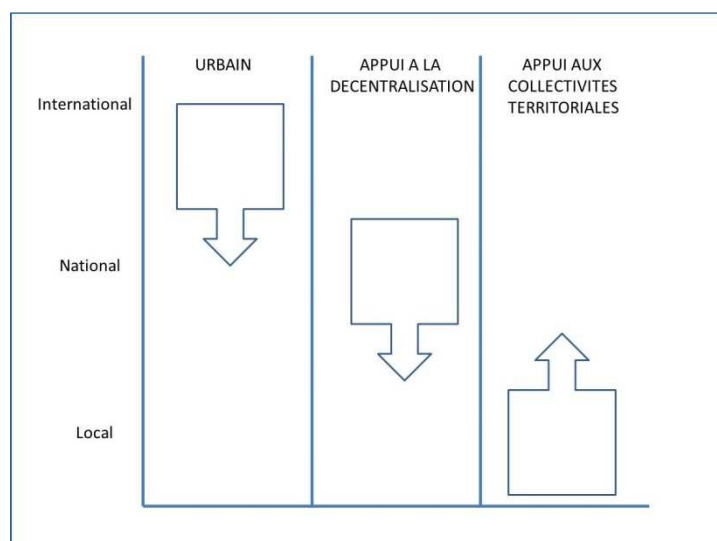 URBAIN
APPUI A LA
DECENTRALISATION
APPUI AUX
COLLECTIVITES
TERRITORIALES
International
National
Local